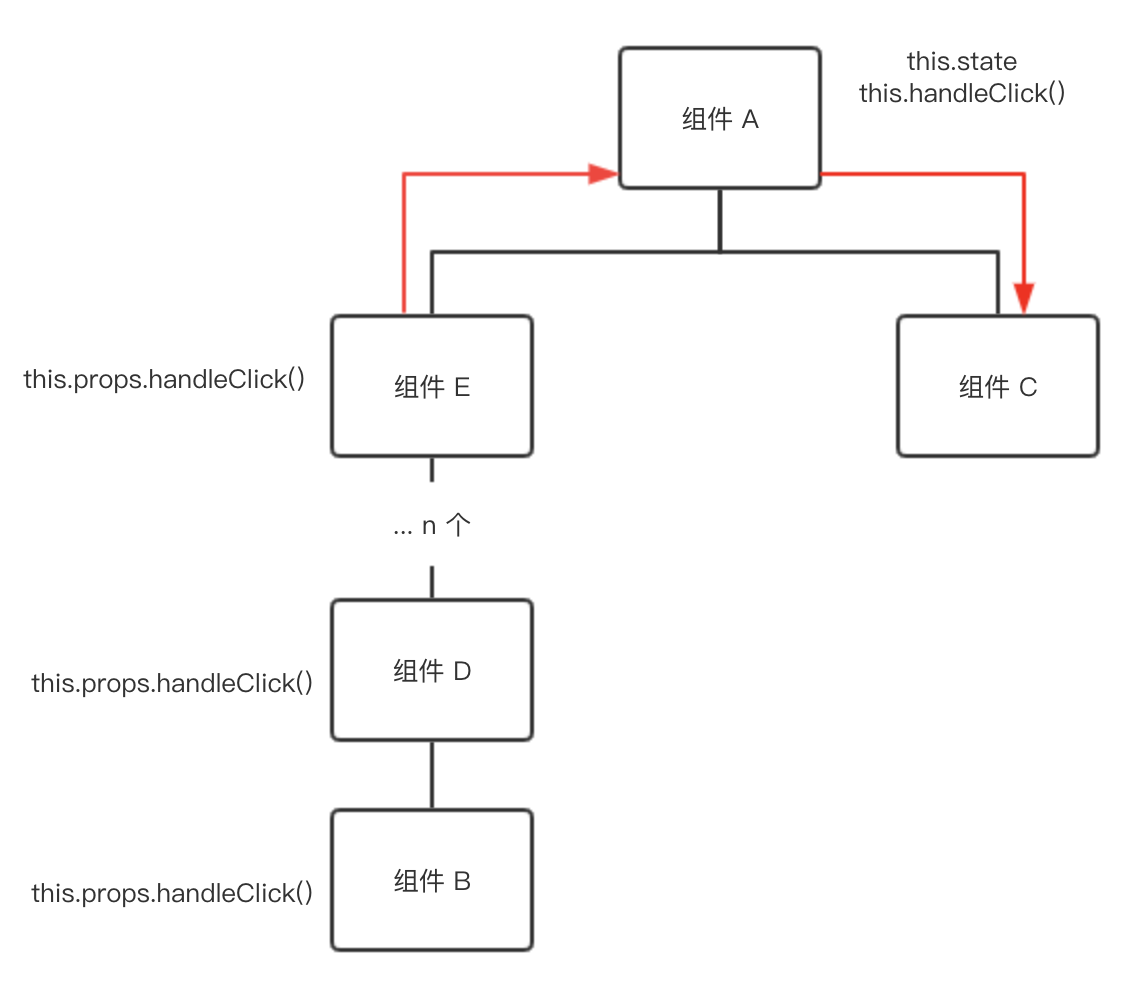 this.state
this.handleClick()
组件 A
this.props.handleClick()
组件 E
组件 C
... n 个
this.props.handleClick()
组件 D
this.props.handleClick()
组件 B